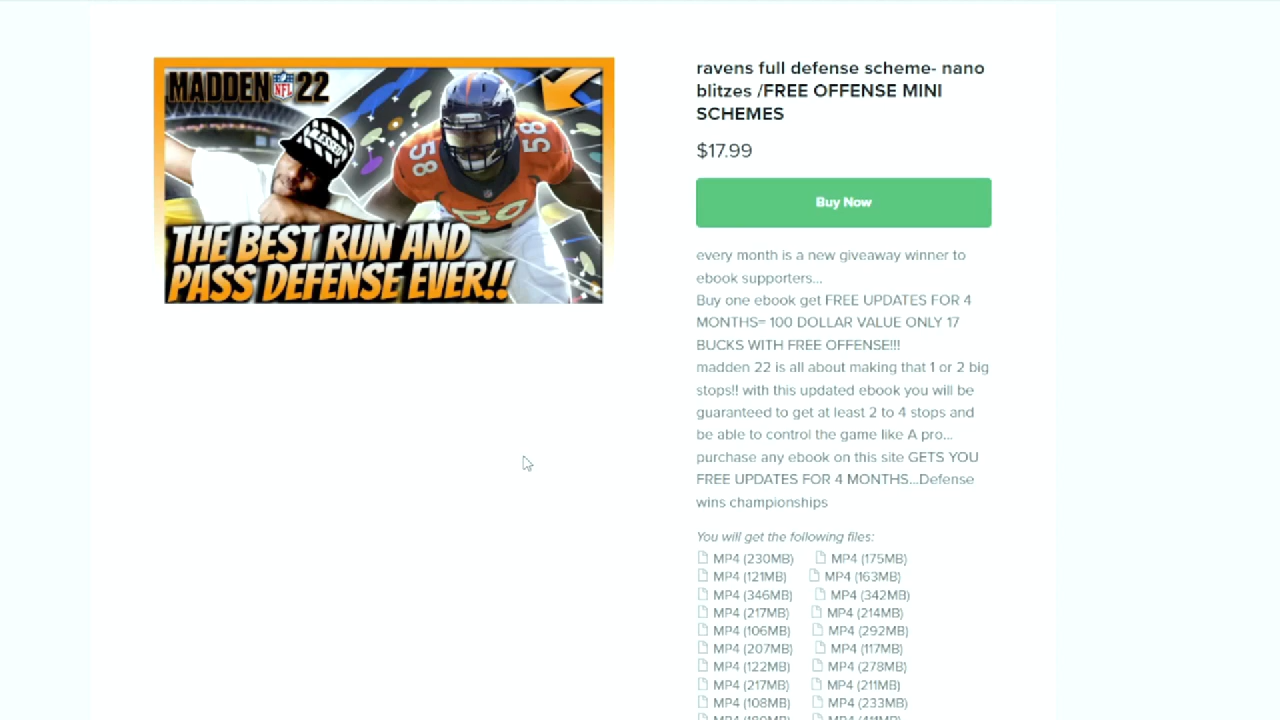 MADDEN NFL 22
BLESSED
58
58
THE BEST RUN AND
PASS DEFENSE EVER!!
ravens full defense scheme- nano
blitzes /FREE OFFENSE MINI
SCHEMES
$17.99
Buy Now
every month is a new giveaway winner to
ebook supporters...
Buy one ebook get FREE UPDATES FOR 4
MONTHS= 100 DOLLAR VALUE ONLY 17
BUCKS WITH FREE OFFENSE!!!
madden 22 is all about making that 1 or 2 big
stops!! with this updated ebook you will be
guaranteed to get at least 2 to 4 stops and
be able to control the game like A pro...
purchase any ebook on this site GETS YOU
FREE UPDATES FOR 4 MONTHS...Defense
wins championships
You will get the following files:
MP4 (230MB) MP4 (175MB)
MP4 (121MB) MP4 (163MB)
MP4 (346MB) MP4 (342MB)
MP4 (217MB) MP4 (214MB)
MP4 (106MB) MP4 (292MB)
MP4 (207MB) MP4 (117MB)
MP4 (122MB) MP4 (278MB)
MP4 (217MB) MP4 (211MB)
MP4 (108MB) MP4 (233MB)